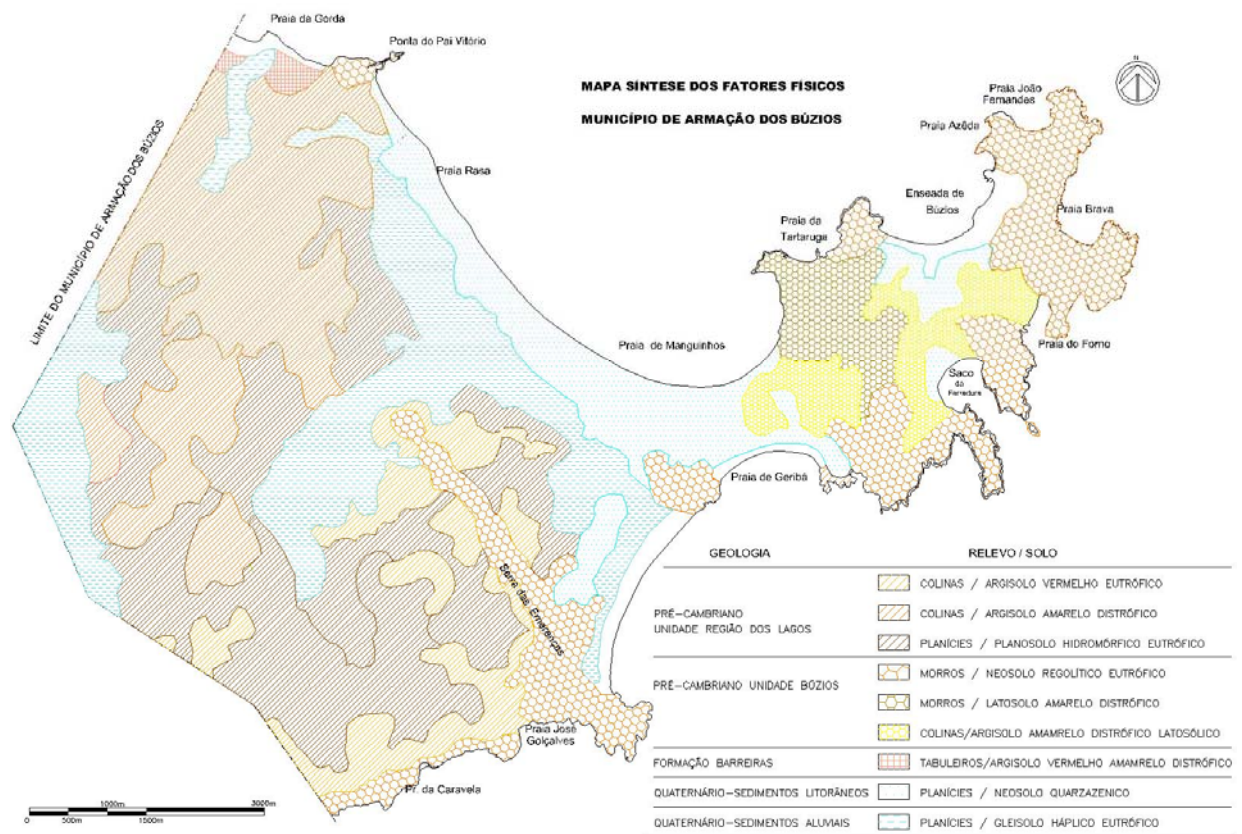 Praia da Gorda
Ponta do Pai Vitório
MAPA SÍNTESE DOS FATORES FÍSICOS
MUNICÍPIO DE ARMAÇÃO DOS BÚZIOS
N
Praia João
Fernandes
Praia Azêda
LIMITE DO MUNICÍPIO DE ARMAÇÃO DOS BÚZIOS
Praia Rasa
Enseada de
Búzios
Praia da
Tartaruga
Praia Brava
Praia de Manguinhos
Praia do Forno
Saco
da
Ferradura
Praia de Geribá
Serra das Emerenças
Praia José
Golçalves
Pr. da Caravela
0 500m 1000m 1500m 3000m
GEOLOGIA RELEVO / SOLO
COLINAS / ARGISOLO VERMELHO EUTRÓFICO
PRÉ-CAMBRIANO
UNIDADE REGIÃO DOS LAGOS
COLINAS / ARGISOLO AMARELO DISTRÓFICO
PLANÍCIES / PLANOSOLO HIDROMÓRFICO EUTRÓFICO
PRÉ-CAMBRIANO UNIDADE BÚZIOS
MORROS / NEOSOLO REGOLÍTICO EUTRÓFICO
MORROS / LATOSOLO AMARELO DISTRÓFICO
COLINAS/ARGISOLO AMAMRELO DISTRÓFICO LATOSÓLICO
FORMAÇÃO BARREIRAS TABULEIROS/ARGISOLO VERMELHO AMAMRELO DISTRÓFICO
QUATERNÁRIO-SEDIMENTOS LITORÂNEOS PLANÍCIES / NEOSOLO QUARZAZENICO
QUATERNÁRIO-SEDIMENTOS ALUVIAIS PLANÍCIES / GLEISOLO HÁPLICO EUTRÓFICO